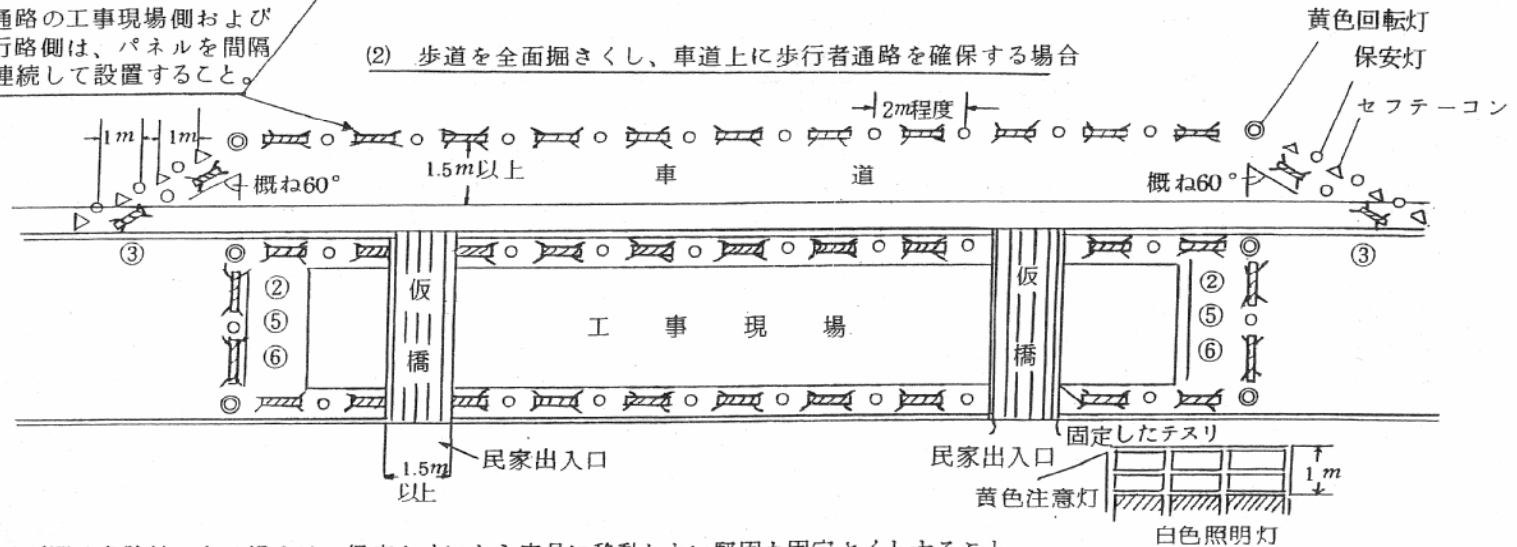 通路の工事現場側および
行路側は、パネルを間隔
連続して設置すること。
(2) 歩道を全面掘さくし、車道上に歩行者通路を確保する場合
黄色回転灯
保安灯
セフテーコン
2m程度
1m
1m
1.5m以上
車道
概ね60°
概ね60°
③
③
②
⑤
⑥
仮橋
工事現場
仮橋
②
⑤
⑥
民家出入口
1.5m
以上
民家出入口
固定したテスリ
黄色注意灯
1m
白色照明灯